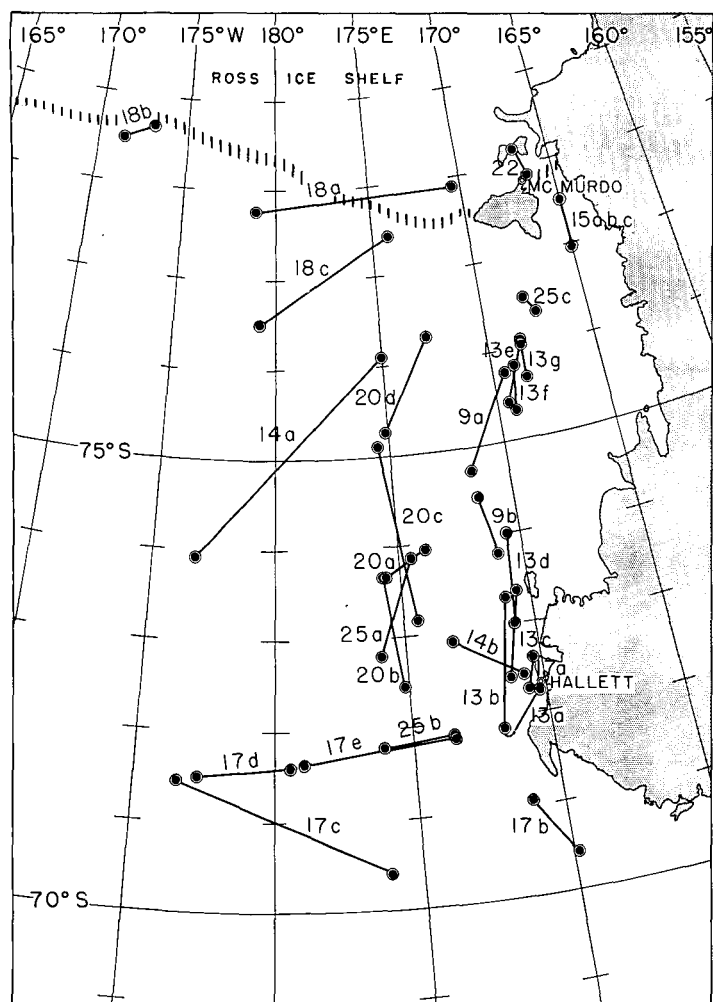 165° 170° 175°W 180° 175°E 170° 165° 160° 155°
ROSS ICE SHELF
18b
22
MC MURDO
18a
15abc
18c
25c
13e
13g
20d
13f
9a
14a
75°S
20c
9b
20a
13d
25a
13c
14b
a
20b
HALLETT
13b
13a
25b
17e
17d
17c
17b
70°S